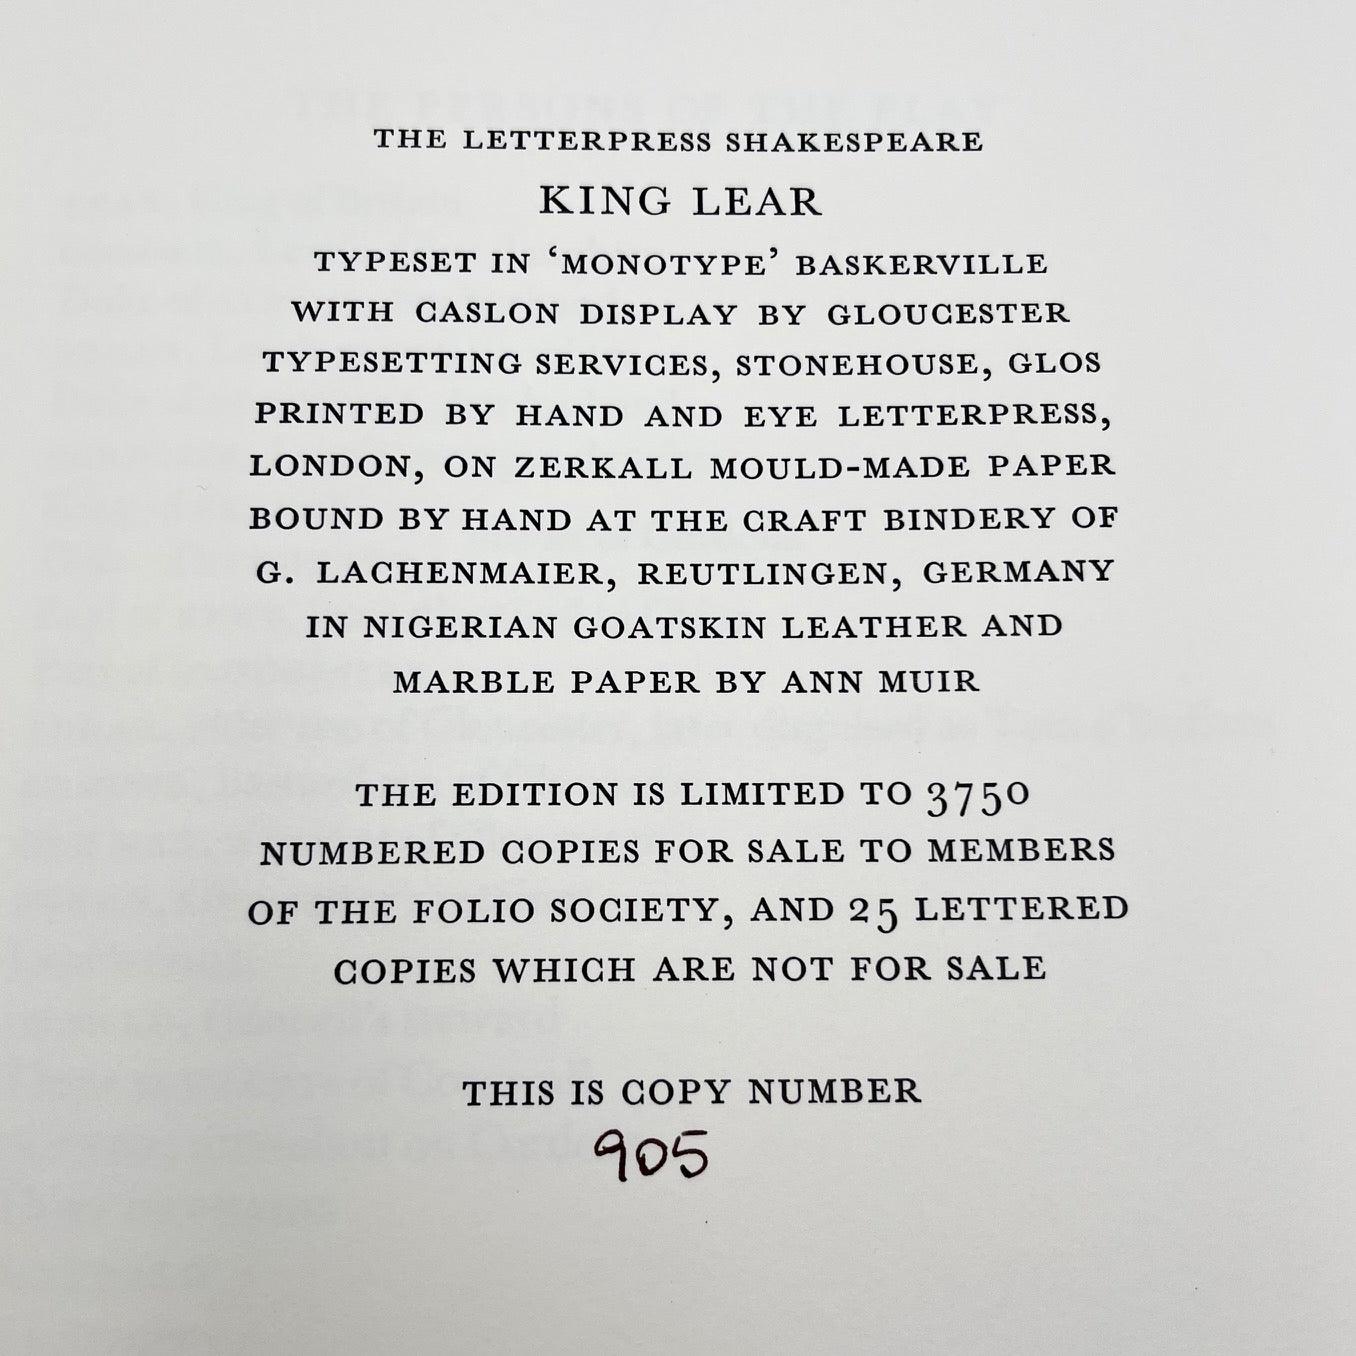 THE LETTERPRESS SHAKESPEARE
KING LEAR
TYPESET IN ‘MONOTYPE’ BASKERVILLE
WITH CASLON DISPLAY BY GLOUCESTER
TYPESETTING SERVICES, STONEHOUSE, GLOS
PRINTED BY HAND AND EYE LETTERPRESS,
LONDON, ON ZERKALL MOULD-MADE PAPER
BOUND BY HAND AT THE CRAFT BINDERY OF
G. LACHENMAIER, REUTLINGEN, GERMANY
IN NIGERIAN GOATSKIN LEATHER AND
MARBLE PAPER BY ANN MUIR
THE EDITION IS LIMITED TO 3750
NUMBERED COPIES FOR SALE TO MEMBERS
OF THE FOLIO SOCIETY, AND 25 LETTERED
COPIES WHICH ARE NOT FOR SALE
THIS IS COPY NUMBER
905